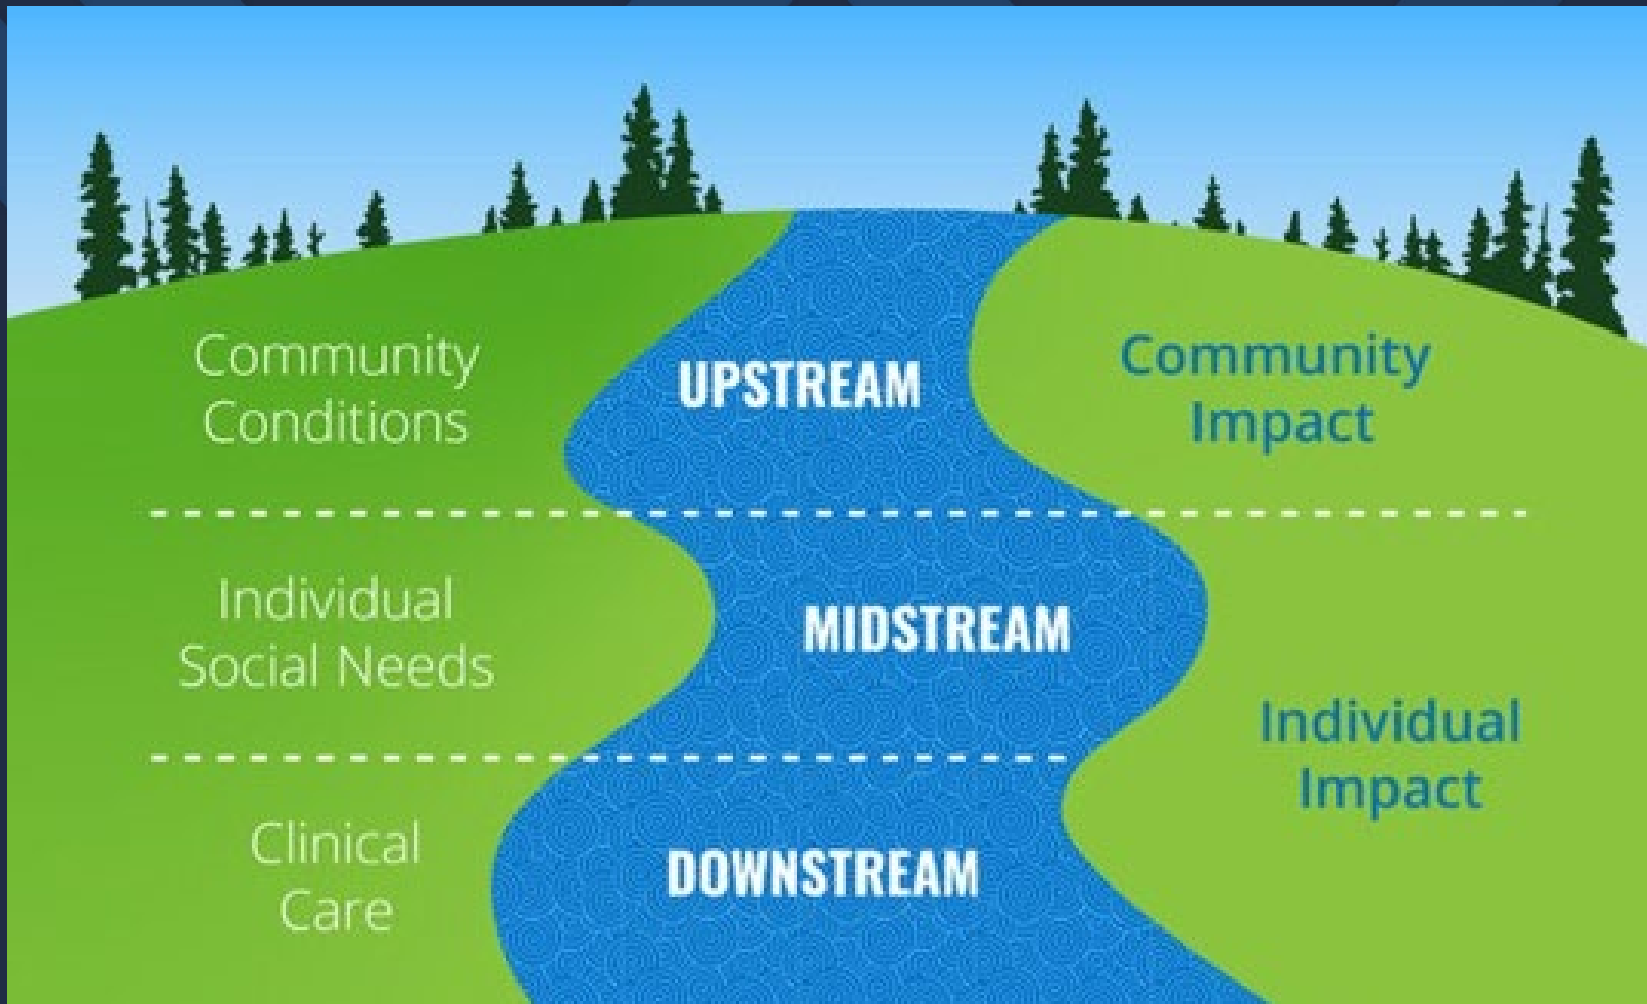 Community
Conditions
UPSTREAM
Community
Impact
Individual
Social Needs
MIDSTREAM
Individual
Impact
Clinical
Care
DOWNSTREAM